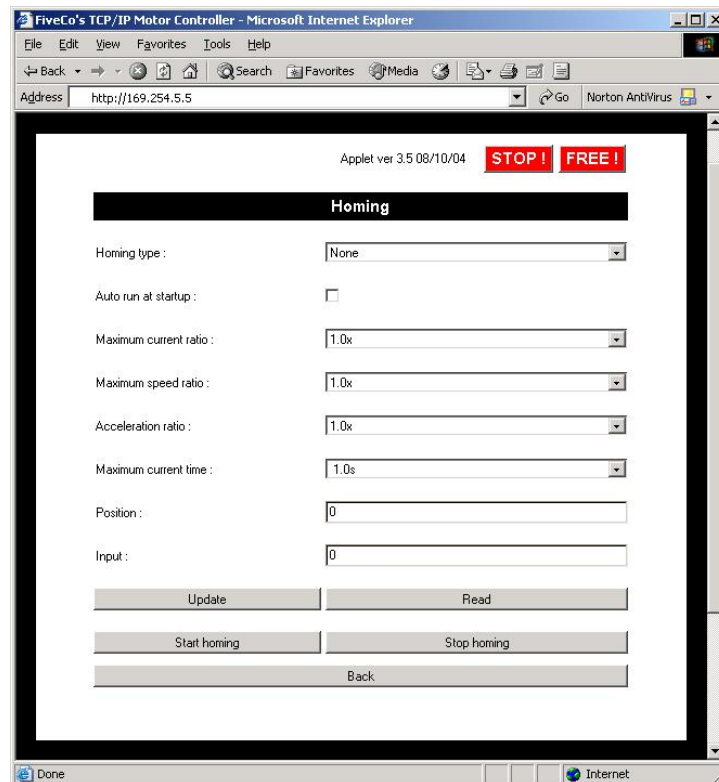 FiveCo's TCP/IP Motor Controller - Microsoft Internet Explorer
File Edit View Favorites Tools Help
Back Search Favorites Media
Address http://169.254.5.5 Go Norton AntiVirus
Applet ver 3.5 08/10/04 STOP ! FREE !
Homing
Homing type : None
Auto run at startup :
Maximum current ratio : 1.0x
Maximum speed ratio : 1.0x
Acceleration ratio : 1.0x
Maximum current time : 1.0s
Position : 0
Input : 0
Update Read
Start homing Stop homing
Back
Done Internet